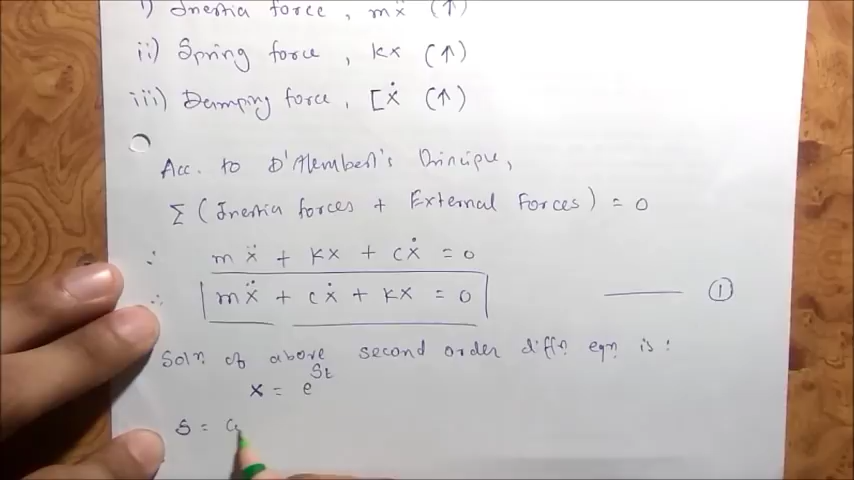 i) Inertia force , mẍ (↑)
ii) Spring force , kx (↑)
iii) Damping force , [ẋ (↑)
Acc. to D'Alembert's Principle,
Σ ( Inertia forces + External Forces ) = 0
∴ mẍ + kx + cẋ = 0
∴ mẍ + cẋ + kx = 0 ——— ①
Soln of above second order diffn eqn is :
x = e^St
S =